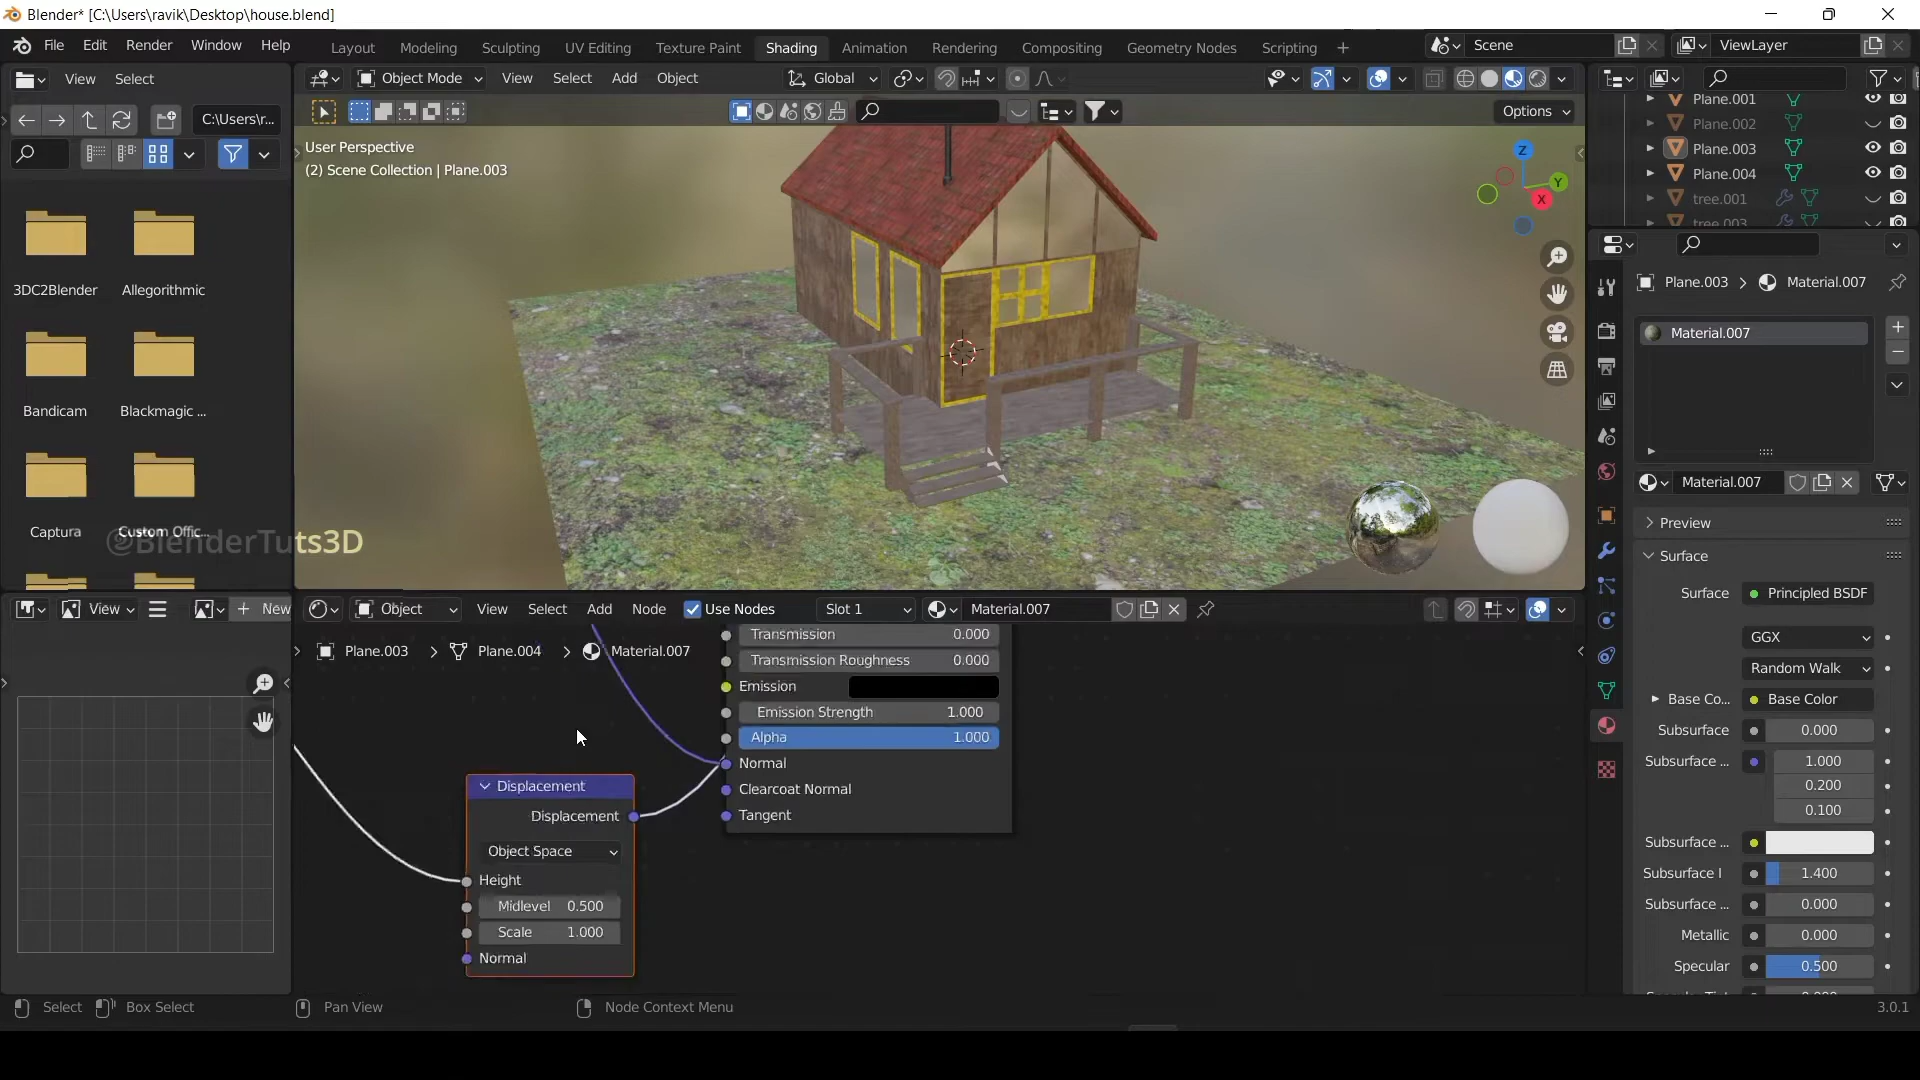 Blender* [C:\Users\ravik\Desktop\house.blend]
File Edit Render Window Help
Layout Modeling Sculpting UV Editing Texture Paint Shading Animation Rendering Compositing Geometry Nodes Scripting +
Scene
ViewLayer
View Select
Object Mode View Select Add Object
Global
C:\Users\r...
Options
Plane.001
Plane.002
Plane.003
Plane.004
tree.001
tree.003
User Perspective
(2) Scene Collection | Plane.003
Z
Y
X
3DC2Blender
Allegorithmic
Bandicam
Blackmagic ...
Captura
Custom Offic...
@BlenderTuts3D
Plane.003 > Material.007
Material.007
Material.007
Preview
Surface
Surface Principled BSDF
GGX
Random Walk
Base Co... Base Color
Subsurface 0.000
Subsurface ... 1.000
0.200
0.100
Subsurface ...
Subsurface I 1.400
Subsurface ... 0.000
Metallic 0.000
Specular 0.500
View + New
Object View Select Add Node Use Nodes Slot 1 Material.007
Plane.003 > Plane.004 > Material.007
Transmission 0.000
Transmission Roughness 0.000
Emission
Emission Strength 1.000
Alpha 1.000
Normal
Clearcoat Normal
Tangent
Displacement
Displacement
Object Space
Height
Midlevel 0.500
Scale 1.000
Normal
Select Box Select Pan View Node Context Menu 3.0.1